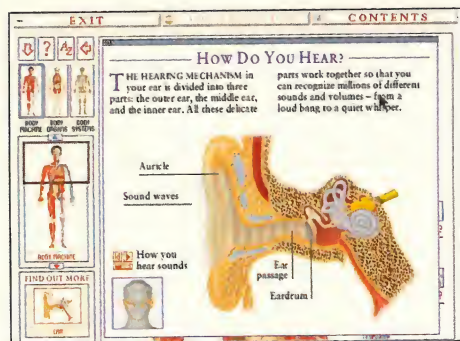 EXIT
CONTENTS
? A Z
BODY MACHINE
BODY ORGANS
BODY SYSTEMS
BODY MACHINE
FIND OUT MORE
EAR
HOW DO YOU HEAR?
THE HEARING MECHANISM in
your ear is divided into three
parts: the outer ear, the middle ear,
and the inner ear. All these delicate
parts work together so that you
can recognize millions of different
sounds and volumes – from a
loud bang to a quiet whisper.
Auricle
Sound waves
How you
hear sounds
Ear
passage
Eardrum